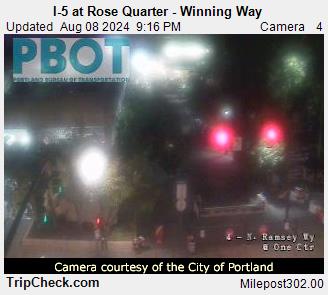 I-5 at Rose Quarter - Winning Way
Updated Aug 08 2024 9:16 PM Camera 4
PBOT
PORTLAND BUREAU OF TRANSPORTATION
4 - N. Ramsey Wy
@ One Ctr
Camera courtesy of the City of Portland
TripCheck.com Milepost302.00